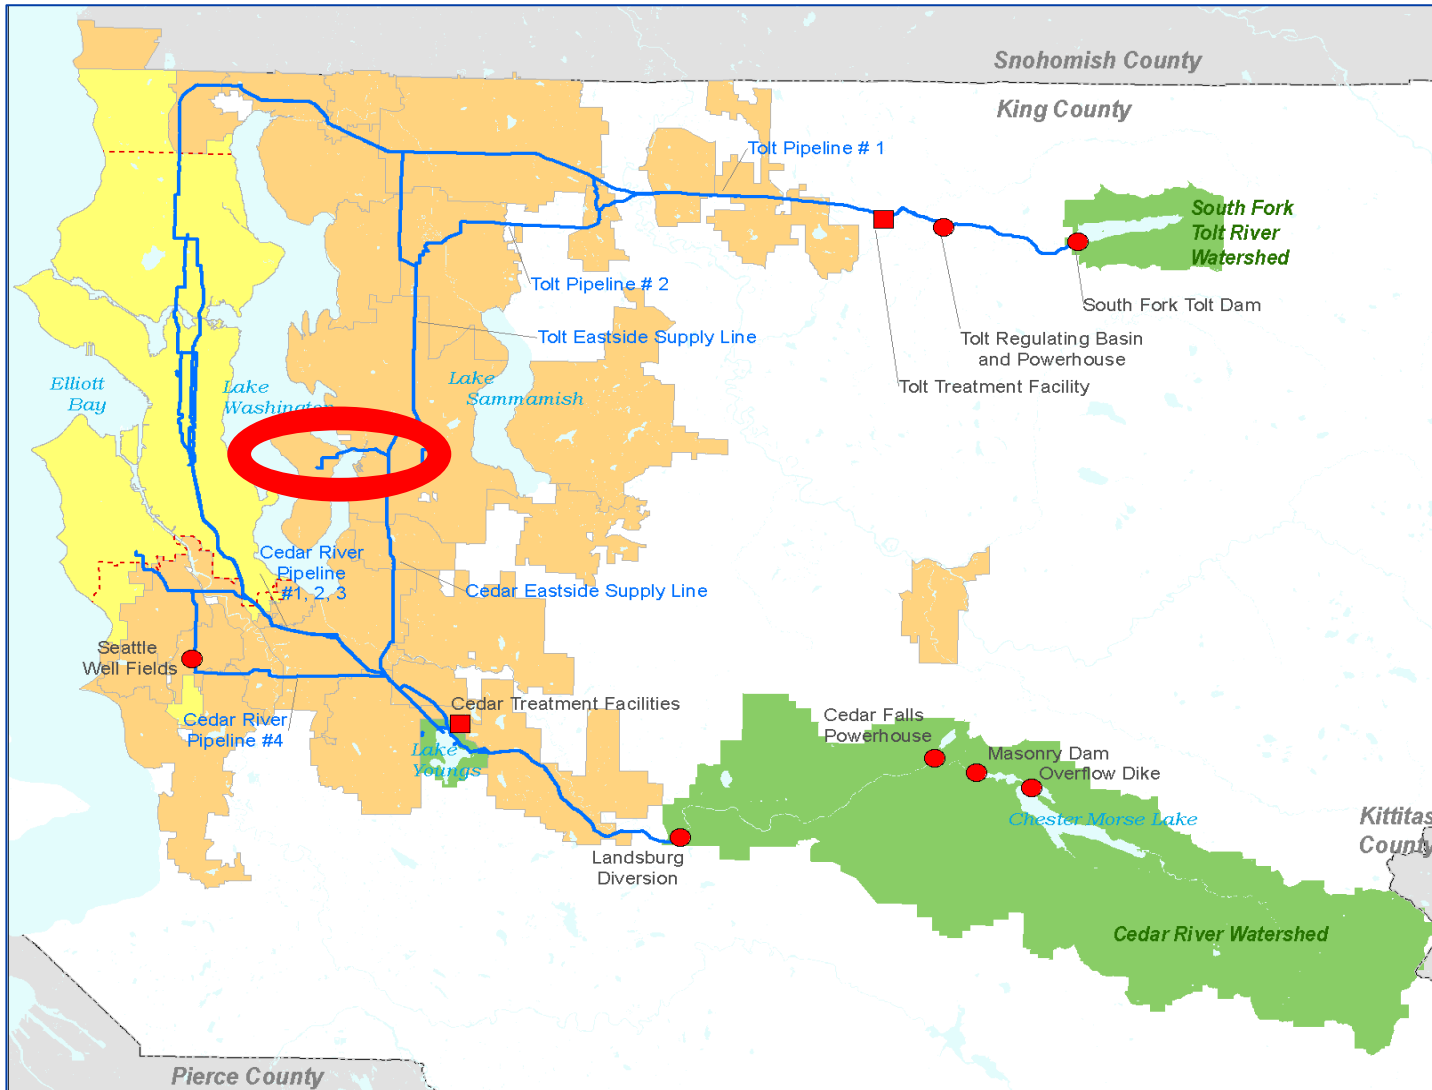 Snohomish County
King County
Tolt Pipeline # 1
South Fork
Tolt River
Watershed
Tolt Pipeline # 2
South Fork Tolt Dam
Tolt Eastside Supply Line
Tolt Regulating Basin
and Powerhouse
Tolt Treatment Facility
Elliott
Bay
Lake
Washington
Lake
Sammamish
Cedar River
Pipeline
#1, 2, 3
Cedar Eastside Supply Line
Seattle
Well Fields
Cedar River
Pipeline #4
Cedar Treatment Facilities
Lake
Youngs
Cedar Falls
Powerhouse
Masonry Dam
Overflow Dike
Chester Morse Lake
Kittitas
County
Landsburg
Diversion
Cedar River Watershed
Pierce County